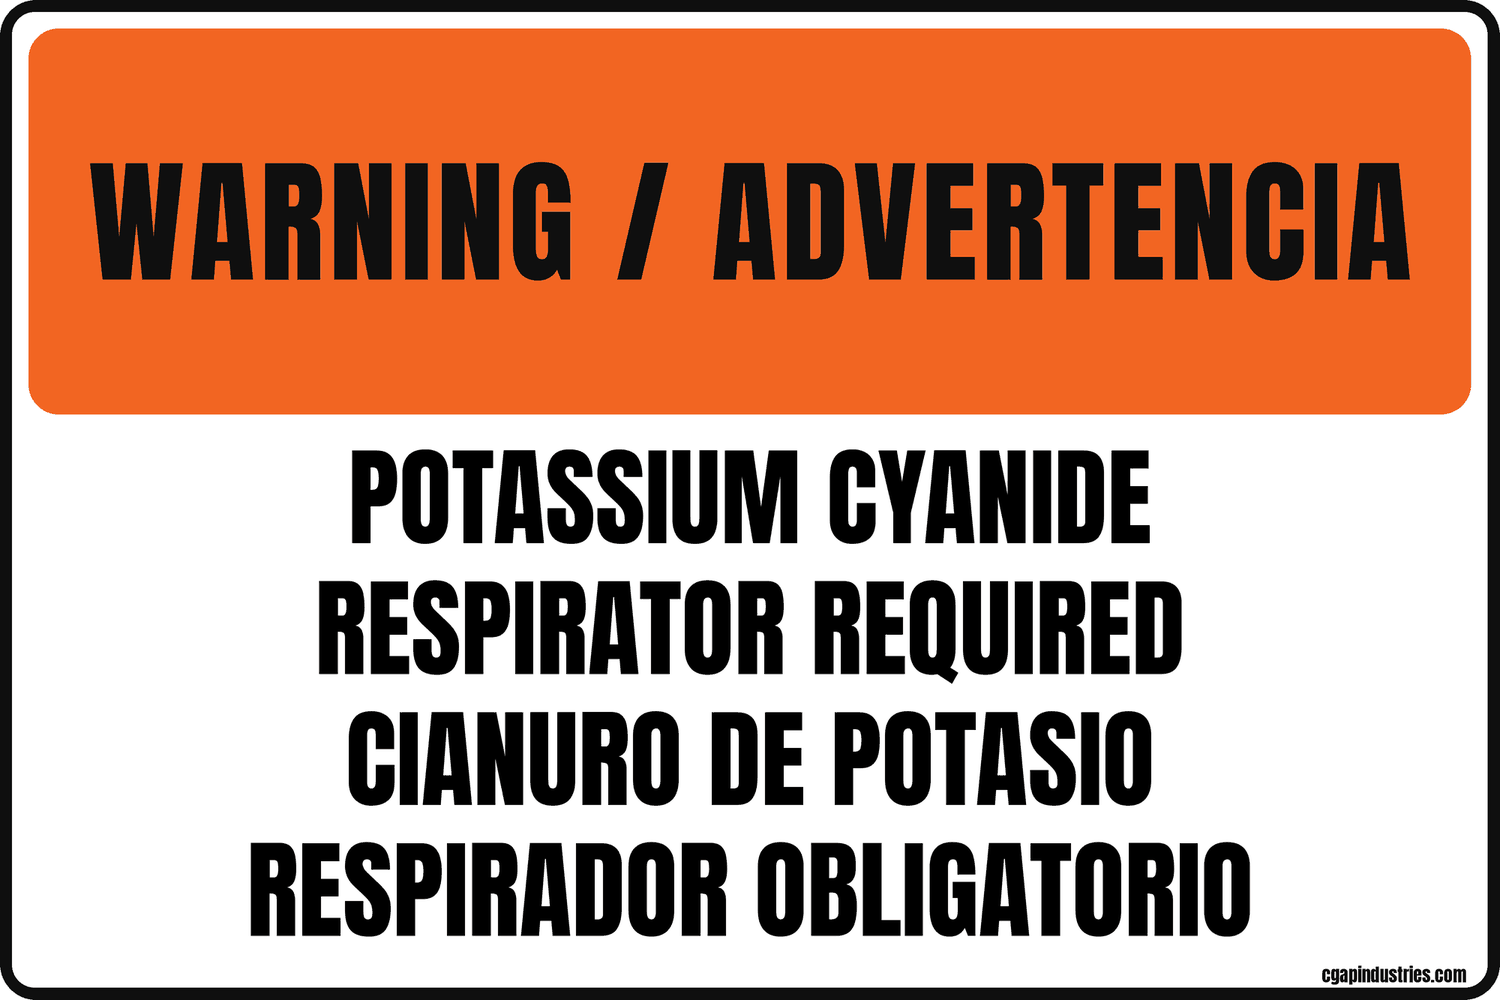 WARNING / ADVERTENCIA
POTASSIUM CYANIDE
RESPIRATOR REQUIRED
CIANURO DE POTASIO
RESPIRADOR OBLIGATORIO
cgapindustries.com